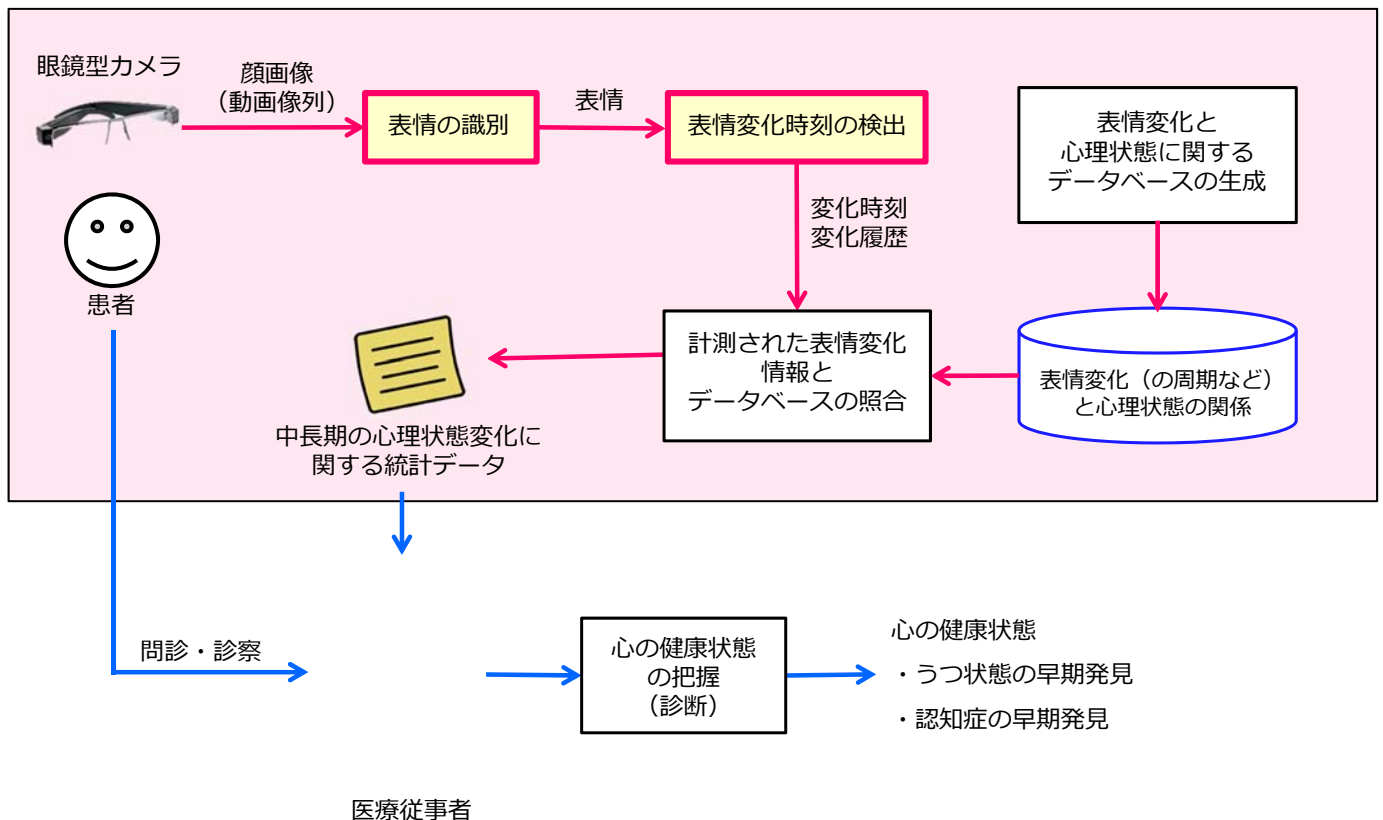 眼鏡型カメラ
顔画像
（動画像列）
表情の識別
表情
表情変化時刻の検出
表情変化と
心理状態に関する
データベースの生成
変化時刻
変化履歴
患者
計測された表情変化
情報と
データベースの照合
表情変化（の周期など）
と心理状態の関係
中長期の心理状態変化に
関する統計データ
問診・診察
心の健康状態
の把握
（診断）
心の健康状態
・うつ状態の早期発見
・認知症の早期発見
医療従事者